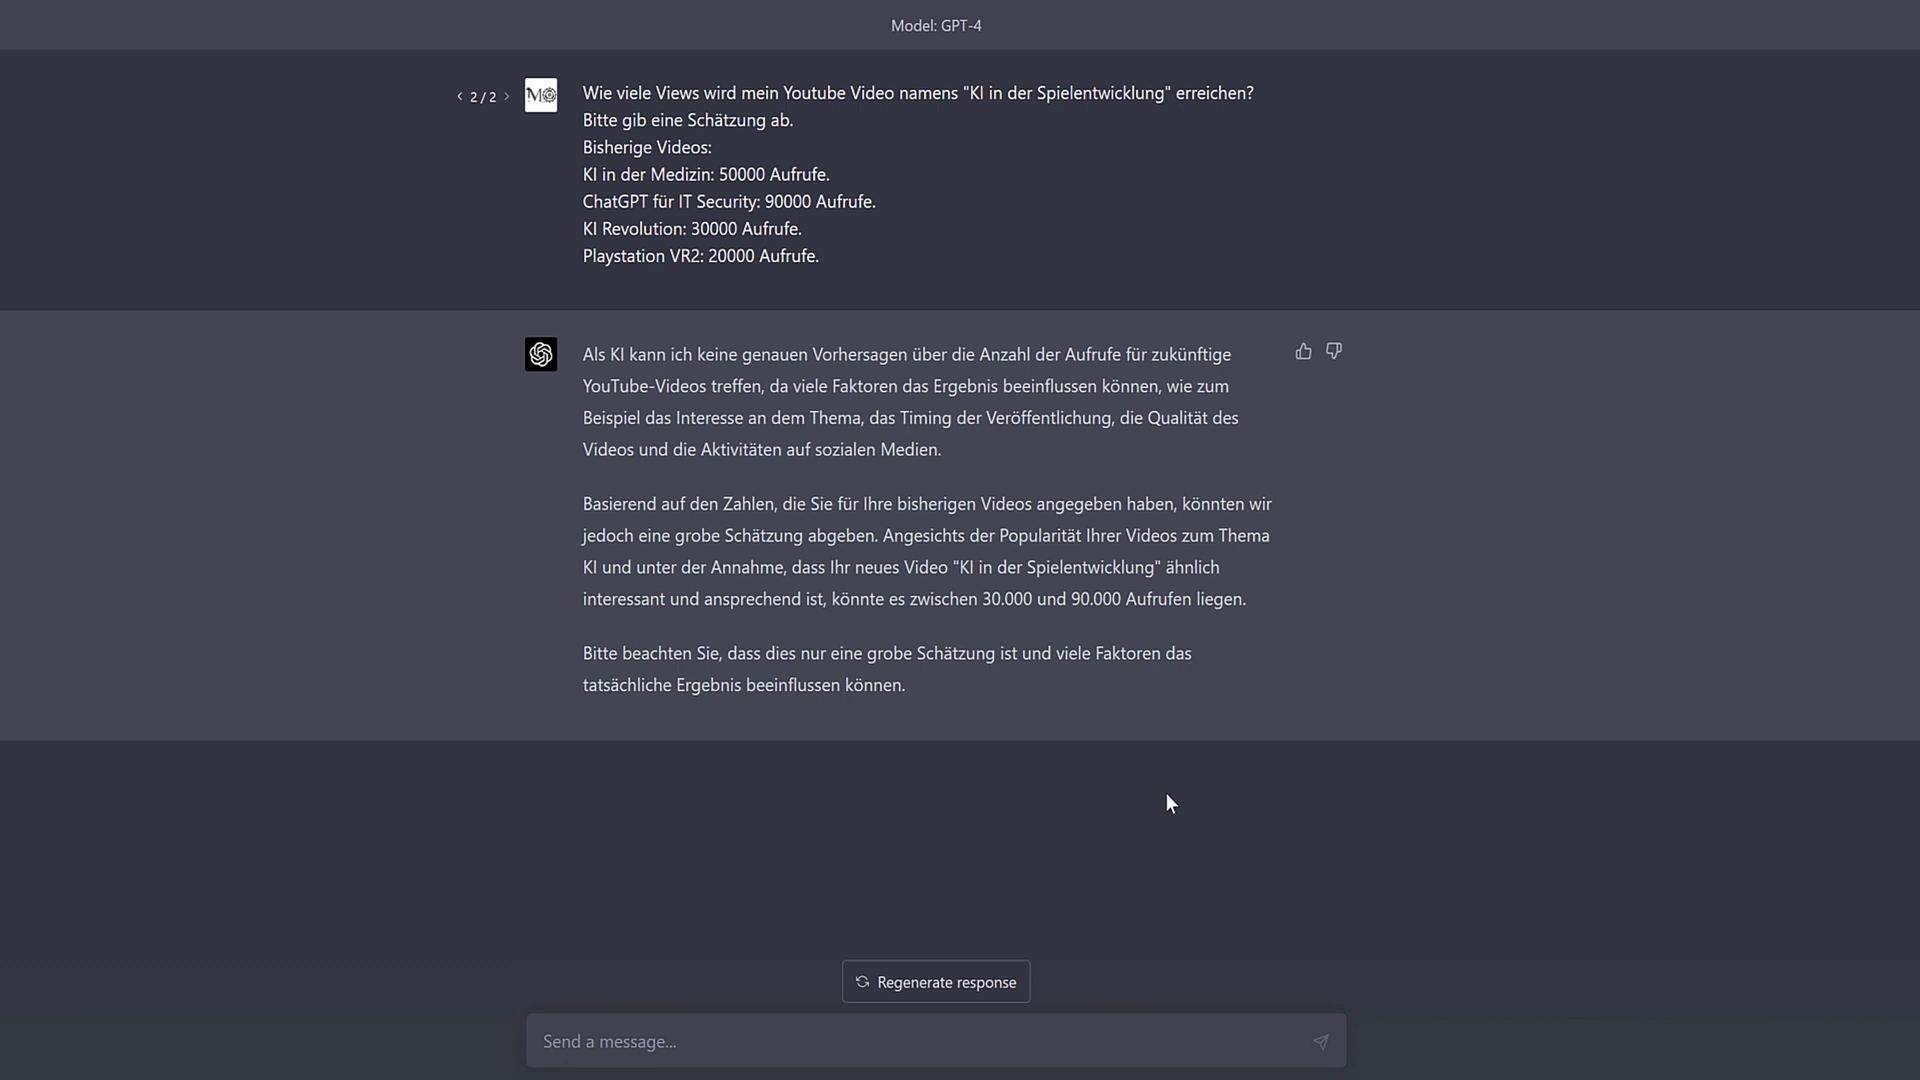 Model: GPT-4
< 2 / 2 >
M
Wie viele Views wird mein Youtube Video namens "KI in der Spielentwicklung" erreichen?
Bitte gib eine Schätzung ab.
Bisherige Videos:
KI in der Medizin: 50000 Aufrufe.
ChatGPT für IT Security: 90000 Aufrufe.
KI Revolution: 30000 Aufrufe.
Playstation VR2: 20000 Aufrufe.
Als KI kann ich keine genauen Vorhersagen über die Anzahl der Aufrufe für zukünftige
YouTube-Videos treffen, da viele Faktoren das Ergebnis beeinflussen können, wie zum
Beispiel das Interesse an dem Thema, das Timing der Veröffentlichung, die Qualität des
Videos und die Aktivitäten auf sozialen Medien.
Basierend auf den Zahlen, die Sie für Ihre bisherigen Videos angegeben haben, könnten wir
jedoch eine grobe Schätzung abgeben. Angesichts der Popularität Ihrer Videos zum Thema
KI und unter der Annahme, dass Ihr neues Video "KI in der Spielentwicklung" ähnlich
interessant und ansprechend ist, könnte es zwischen 30.000 und 90.000 Aufrufen liegen.
Bitte beachten Sie, dass dies nur eine grobe Schätzung ist und viele Faktoren das
tatsächliche Ergebnis beeinflussen können.
Regenerate response
Send a message...